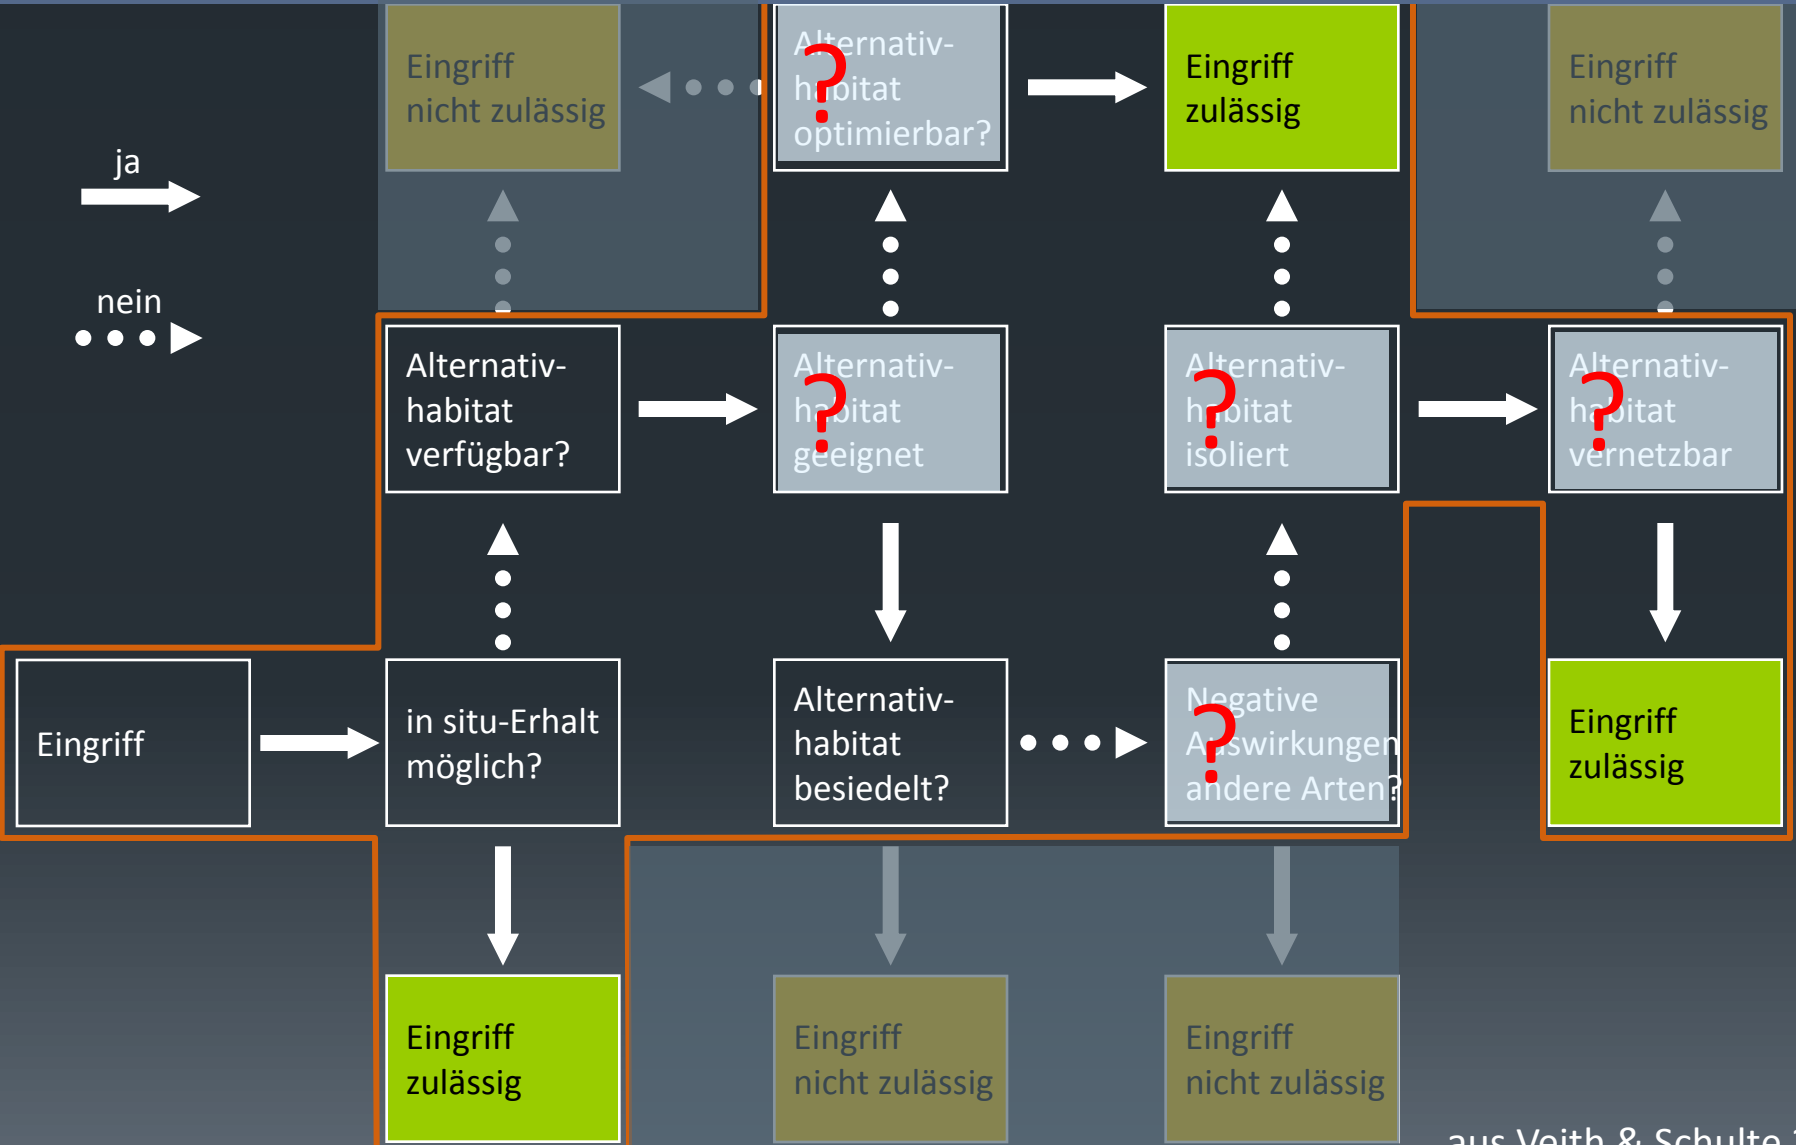 Eingriff
nicht zulässig
Alternativ-
habitat
optimierbar?
?
Eingriff
zulässig
Eingriff
nicht zulässig
ja
nein
Alternativ-
habitat
verfügbar?
Alternativ-
habitat
geeignet
?
Alternativ-
habitat
isoliert
?
Alternativ-
habitat
vernetzbar
?
Eingriff
in situ-Erhalt
möglich?
Alternativ-
habitat
besiedelt?
Negative
Auswirkungen
andere Arten?
?
Eingriff
zulässig
Eingriff
zulässig
Eingriff
nicht zulässig
Eingriff
nicht zulässig
aus Veith & Schulte